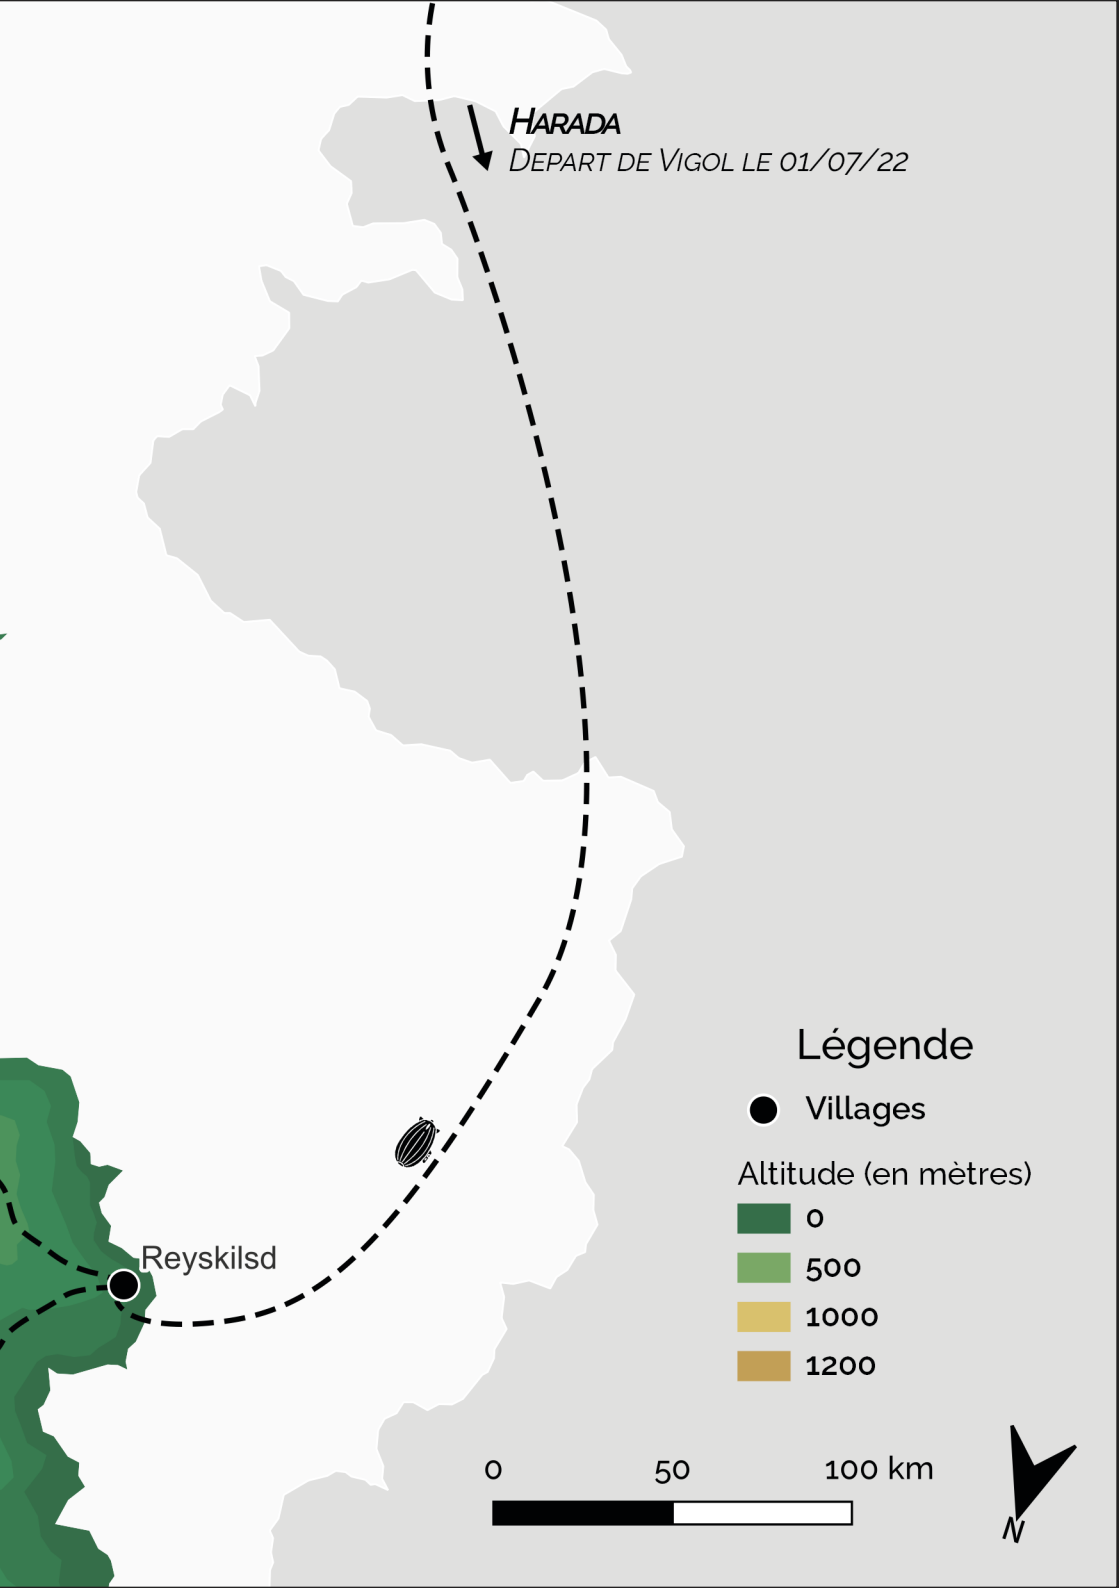 HARADA
DEPART DE VIGOL LE 01/07/22
Légende
Villages
Altitude (en mètres)
0
500
1000
1200
Reyskilsd
0 50 100 km
N